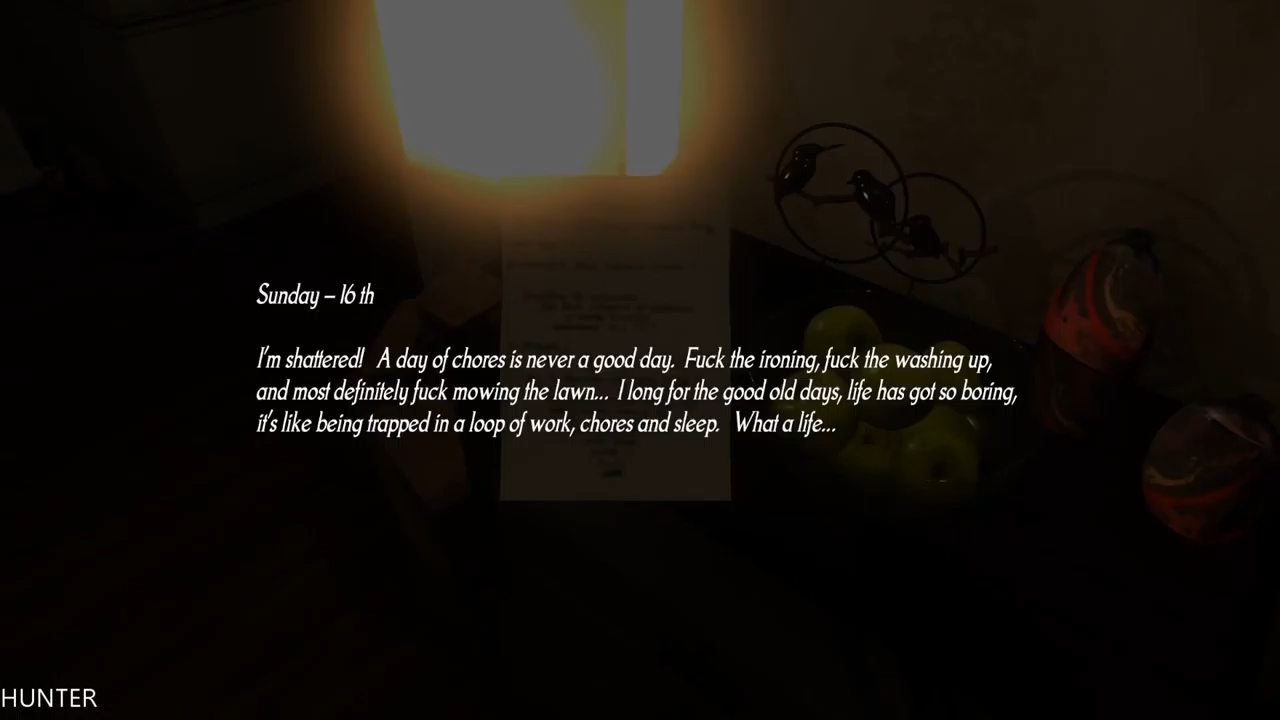 Sunday – 16 th
I'm shattered! A day of chores is never a good day. Fuck the ironing, fuck the washing up,
and most definitely fuck mowing the lawn... I long for the good old days, life has got so boring,
it's like being trapped in a loop of work, chores and sleep. What a life...
HUNTER